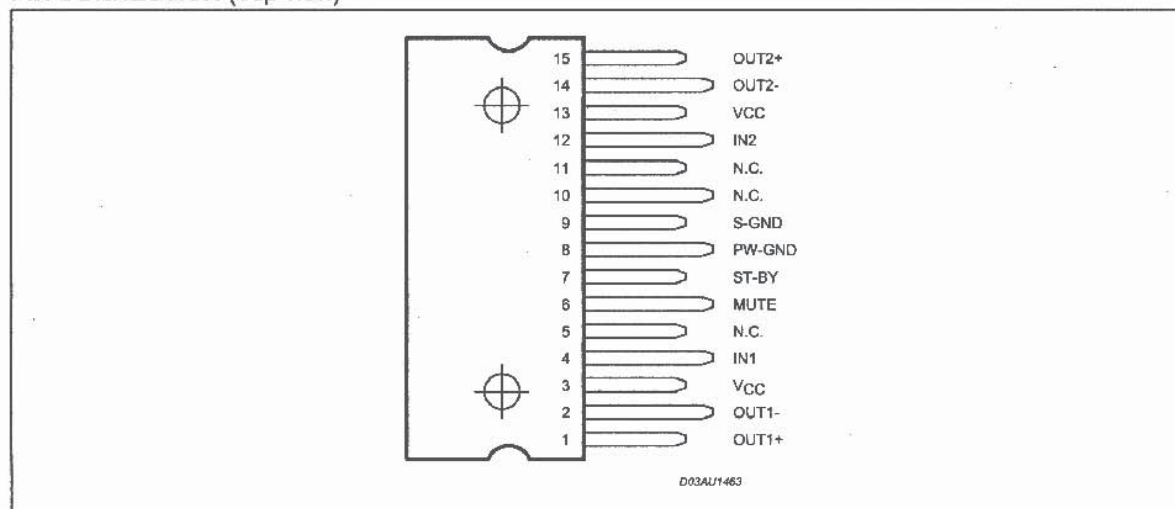 15 OUT2+
14 OUT2-
13 VCC
12 IN2
11 N.C.
10 N.C.
9 S-GND
8 PW-GND
7 ST-BY
6 MUTE
5 N.C.
4 IN1
3 VCC
2 OUT1-
1 OUT1+
D03AU1463